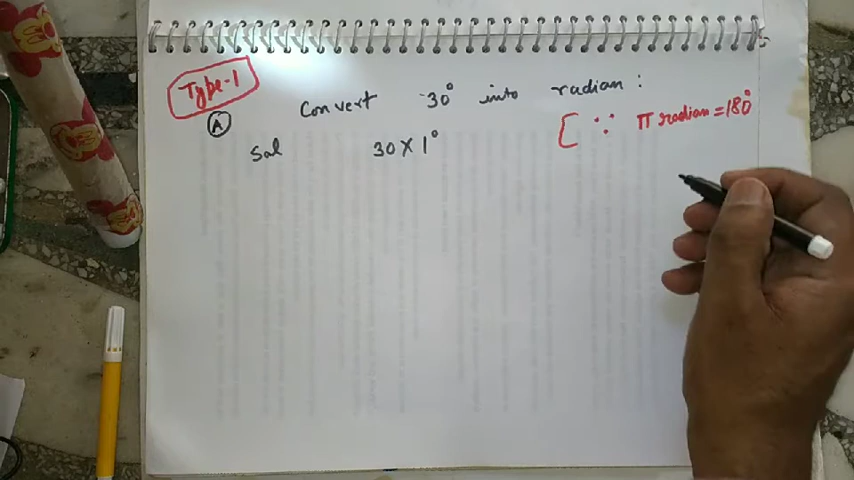 Type-1
Convert 30° into radian:
[ ∵ π radian = 180°
(A)
Sol 30 × 1°